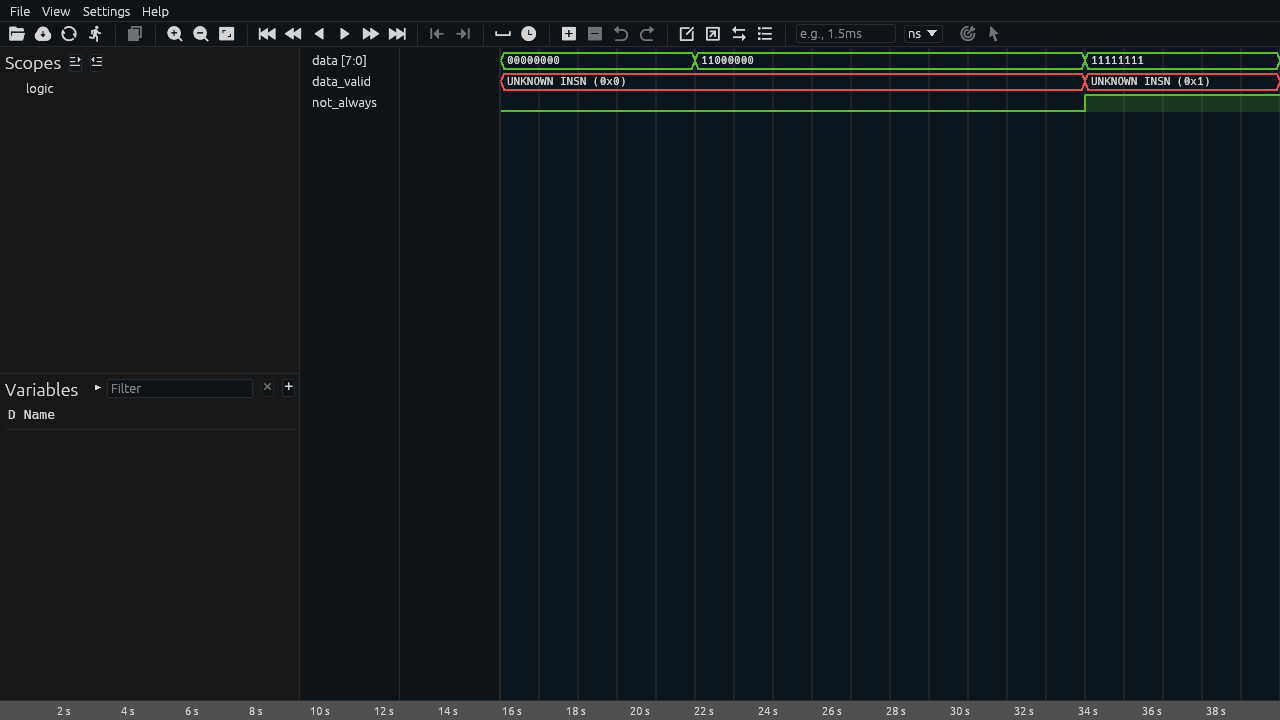 File View Settings Help
e.g., 1.5ms ns
Scopes
logic
data [7:0] 00000000 11000000 11111111
data_valid UNKNOWN INSN (0x0) UNKNOWN INSN (0x1)
not_always
Variables Filter
D Name
2 s 4 s 6 s 8 s 10 s 12 s 14 s 16 s 18 s 20 s 22 s 24 s 26 s 28 s 30 s 32 s 34 s 36 s 38 s